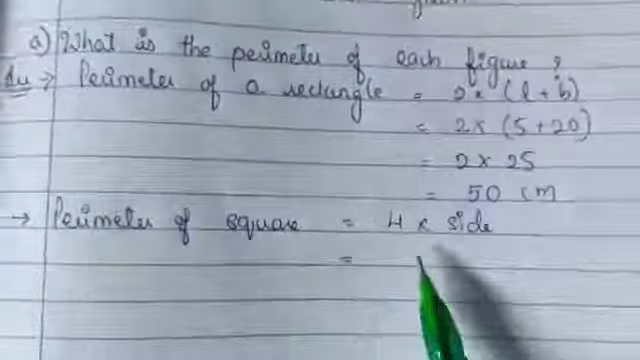 a) What is the perimeter of each figure ?
Perimeter of a rectangle = 2 × (l + b)
= 2 × (5 + 20)
= 2 × 25
= 50 cm
→ Perimeter of square = 4 × side
=